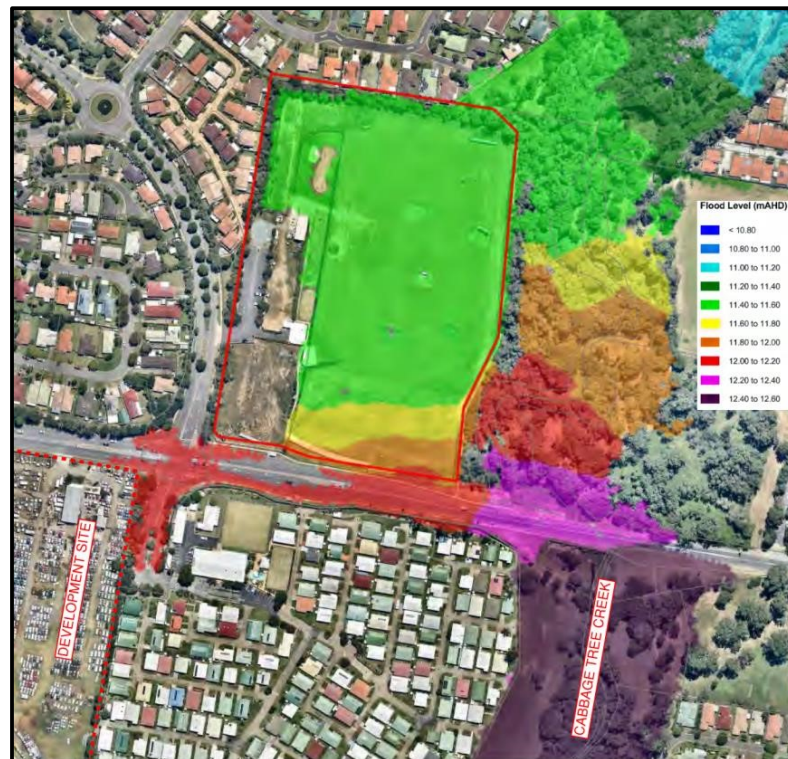 Flood Level (mAHD)
< 10.80
10.80 to 11.00
11.00 to 11.20
11.20 to 11.40
11.40 to 11.60
11.60 to 11.80
11.80 to 12.00
12.00 to 12.20
12.20 to 12.40
12.40 to 12.60
DEVELOPMENT SITE
CABBAGE TREE CREEK